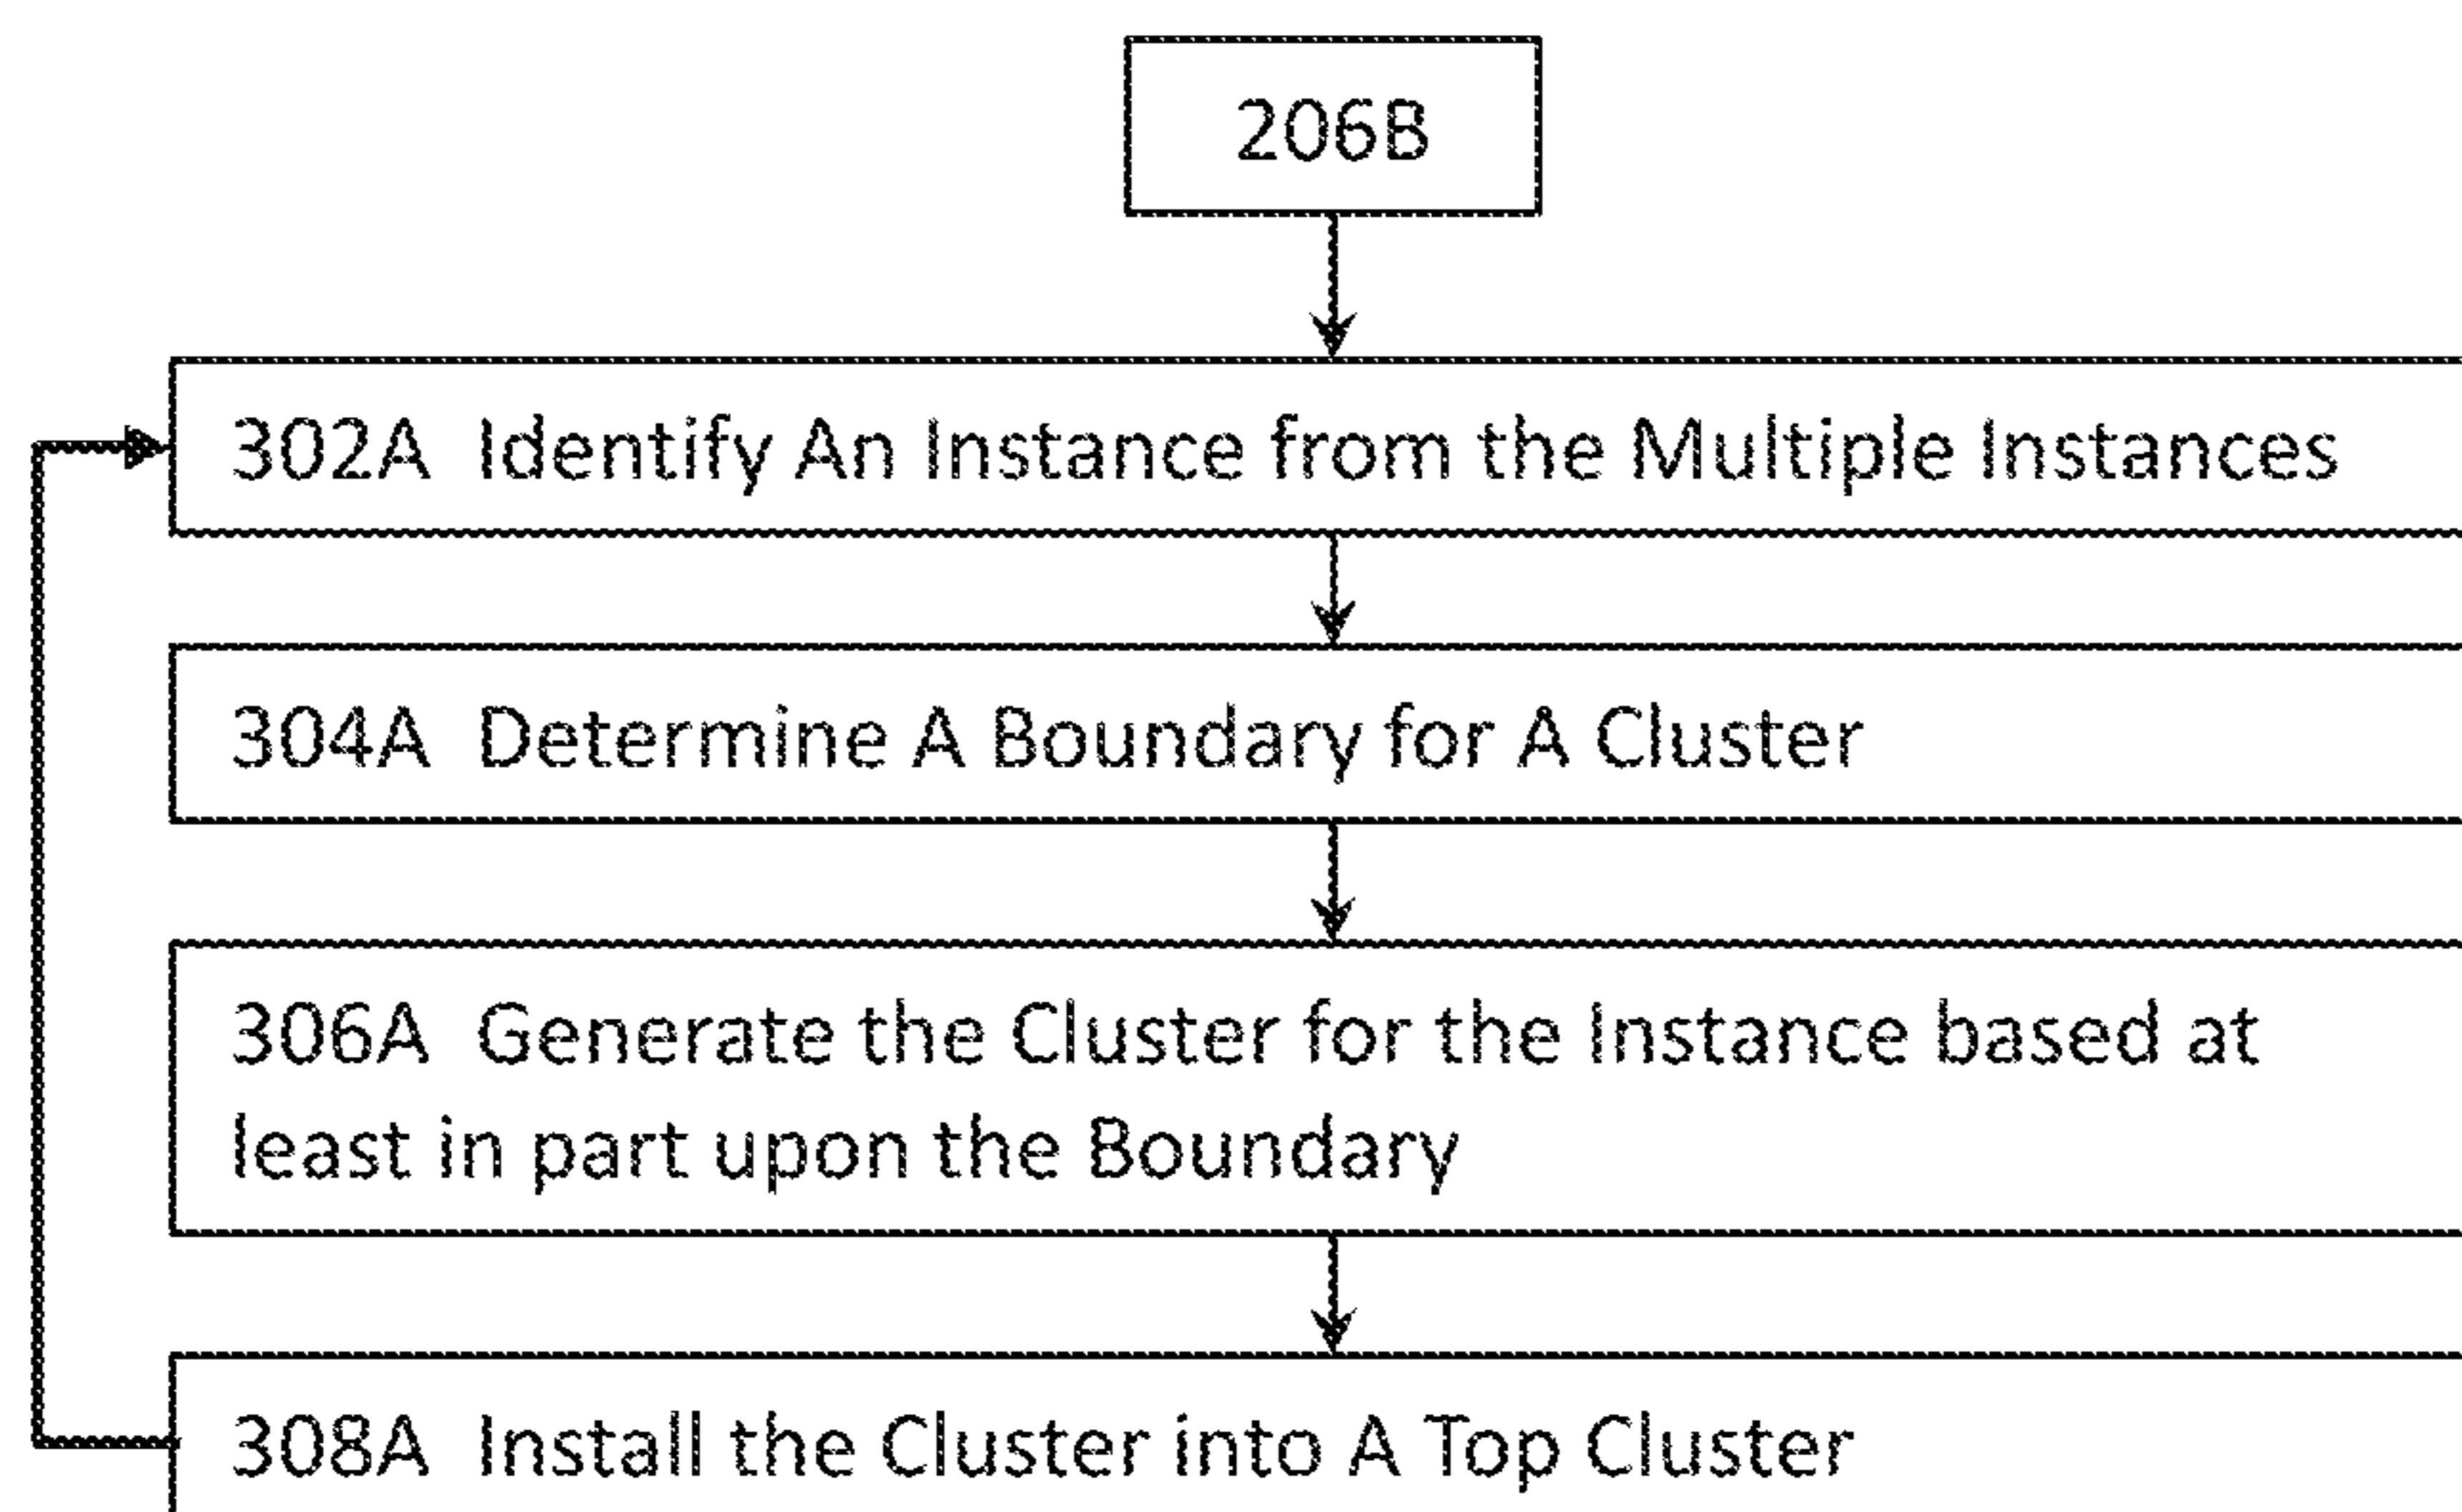 206B
302A Identify An Instance from the Multiple Instances
304A Determine A Boundary for A Cluster
306A Generate the Cluster for the Instance based at
least in part upon the Boundary
308A Install the Cluster into A Top Cluster